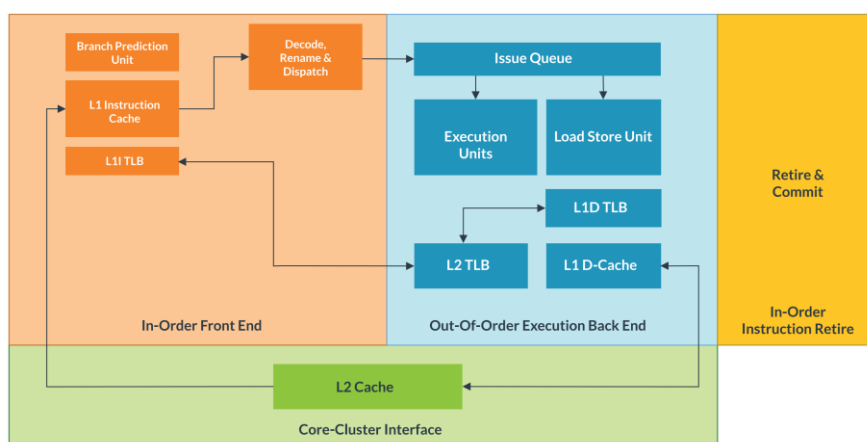 Branch Prediction
Unit
Decode,
Rename &
Dispatch
Issue Queue
L1 Instruction
Cache
Execution
Units
Load Store Unit
L1I TLB
Retire &
Commit
L1D TLB
L2 TLB
L1 D-Cache
In-Order Front End
Out-Of-Order Execution Back End
In-Order
Instruction Retire
L2 Cache
Core-Cluster Interface